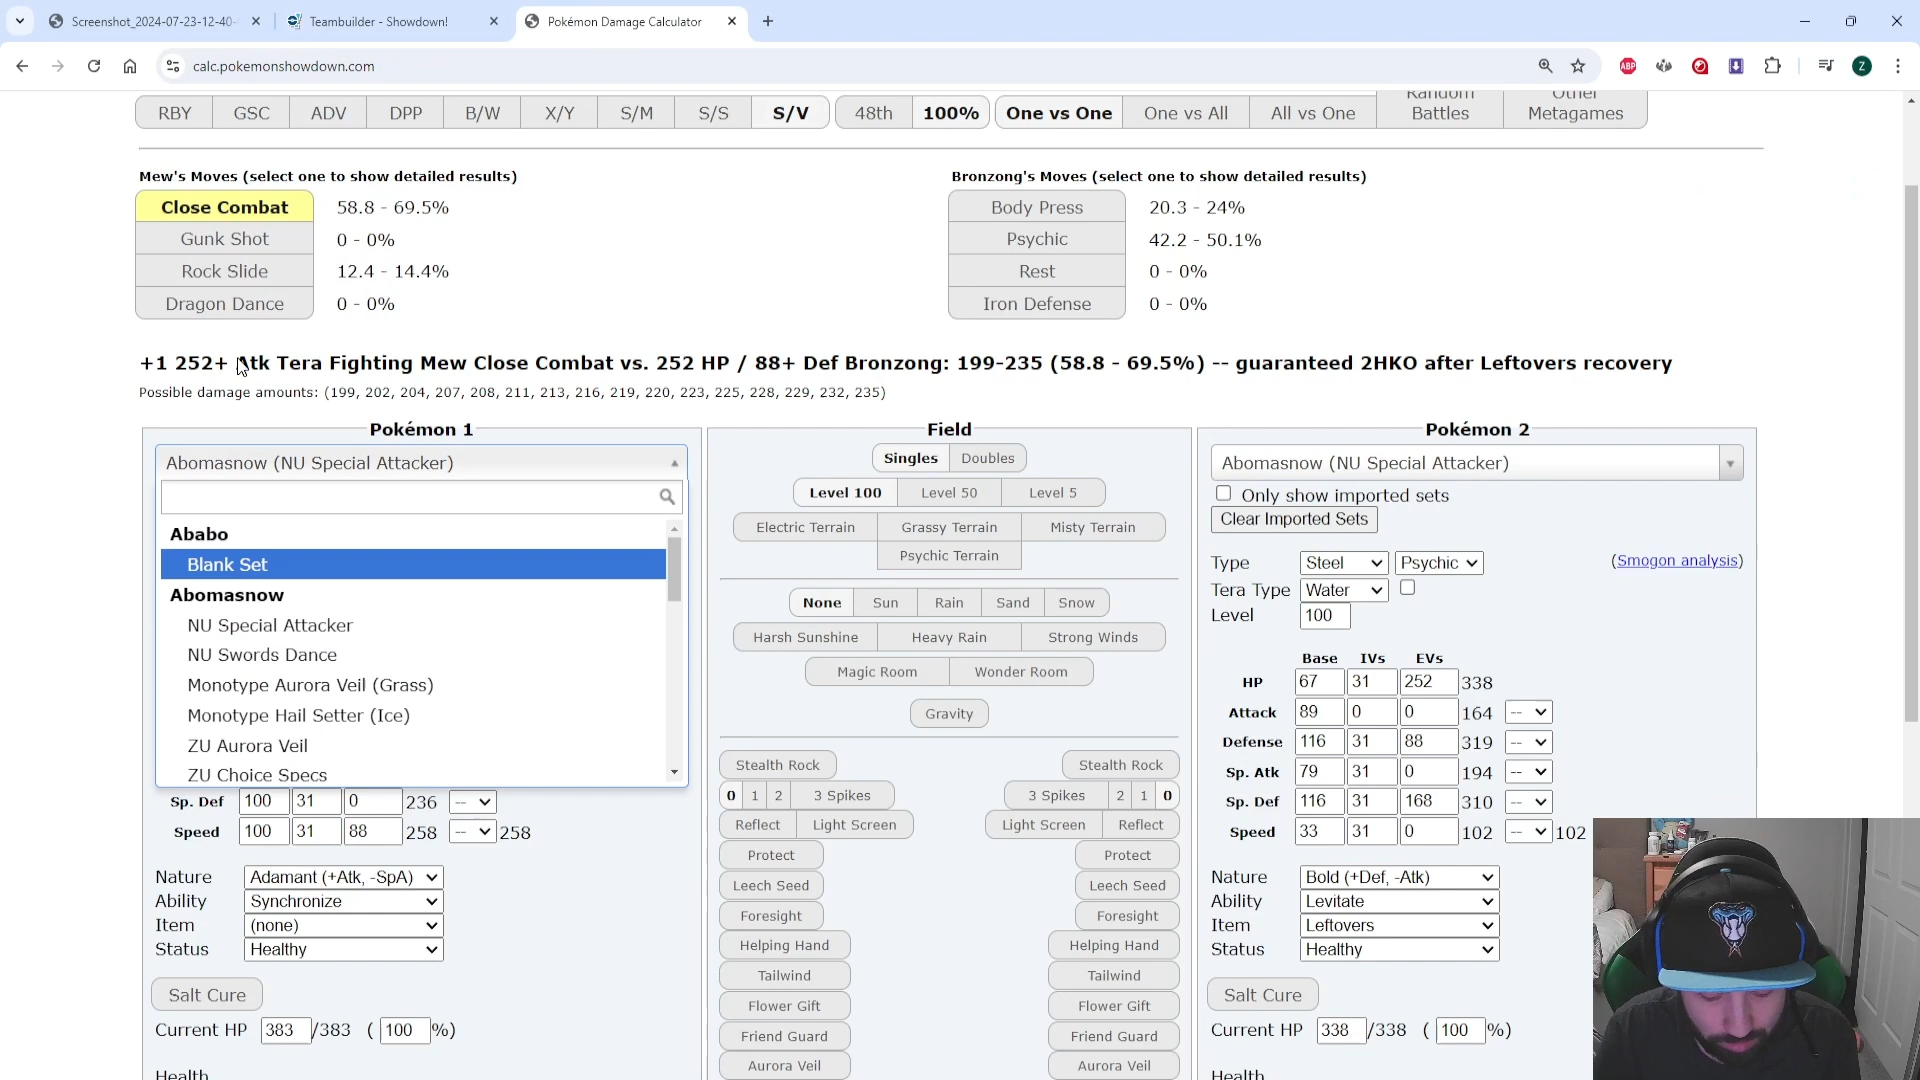 Screenshot_2024-07-23-12-40-
Teambuilder - Showdown!
Pokémon Damage Calculator
calc.pokemonshowdown.com
ABP
Z
RBY GSC ADV DPP B/W X/Y S/M S/S S/V 48th 100% One vs One One vs All All vs One Random Battles Other Metagames
Mew's Moves (select one to show detailed results)
Close Combat 58.8 - 69.5%
Gunk Shot 0 - 0%
Rock Slide 12.4 - 14.4%
Dragon Dance 0 - 0%
Bronzong's Moves (select one to show detailed results)
Body Press 20.3 - 24%
Psychic 42.2 - 50.1%
Rest 0 - 0%
Iron Defense 0 - 0%
+1 252+ Atk Tera Fighting Mew Close Combat vs. 252 HP / 88+ Def Bronzong: 199-235 (58.8 - 69.5%) -- guaranteed 2HKO after Leftovers recovery
Possible damage amounts: (199, 202, 204, 207, 208, 211, 213, 216, 219, 220, 223, 225, 228, 229, 232, 235)
Pokémon 1
Abomasnow (NU Special Attacker)
Ababo
Blank Set
Abomasnow
NU Special Attacker
NU Swords Dance
Monotype Aurora Veil (Grass)
Monotype Hail Setter (Ice)
ZU Aurora Veil
ZU Choice Specs
Sp. Def 100 31 0 236 --
Speed 100 31 88 258 -- 258
Nature Adamant (+Atk, -SpA)
Ability Synchronize
Item (none)
Status Healthy
Salt Cure
Current HP 383 /383 ( 100 %)
Health
Field
Singles Doubles
Level 100 Level 50 Level 5
Electric Terrain Grassy Terrain Misty Terrain
Psychic Terrain
None Sun Rain Sand Snow
Harsh Sunshine Heavy Rain Strong Winds
Magic Room Wonder Room
Gravity
Stealth Rock Stealth Rock
0 1 2 3 Spikes 3 Spikes 2 1 0
Reflect Light Screen Light Screen Reflect
Protect Protect
Leech Seed Leech Seed
Foresight Foresight
Helping Hand Helping Hand
Tailwind Tailwind
Flower Gift Flower Gift
Friend Guard Friend Guard
Aurora Veil Aurora Veil
Pokémon 2
Abomasnow (NU Special Attacker)
Only show imported sets
Clear Imported Sets
Type Steel Psychic (Smogon analysis)
Tera Type Water
Level 100
Base IVs EVs
HP 67 31 252 338
Attack 89 0 0 164 --
Defense 116 31 88 319 --
Sp. Atk 79 31 0 194 --
Sp. Def 116 31 168 310 --
Speed 33 31 0 102 -- 102
Nature Bold (+Def, -Atk)
Ability Levitate
Item Leftovers
Status Healthy
Salt Cure
Current HP 338 /338 ( 100 %)
Health